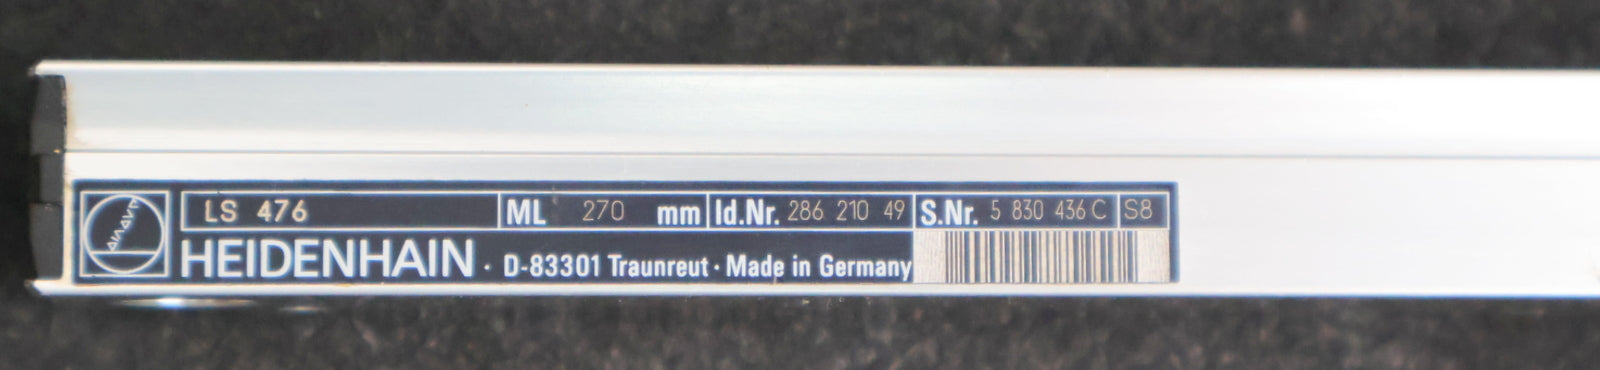 LS 476 ML 270 mm Id.Nr. 286 210 49 S.Nr. 5 830 436 C S8
HEIDENHAIN · D-83301 Traunreut · Made in Germany